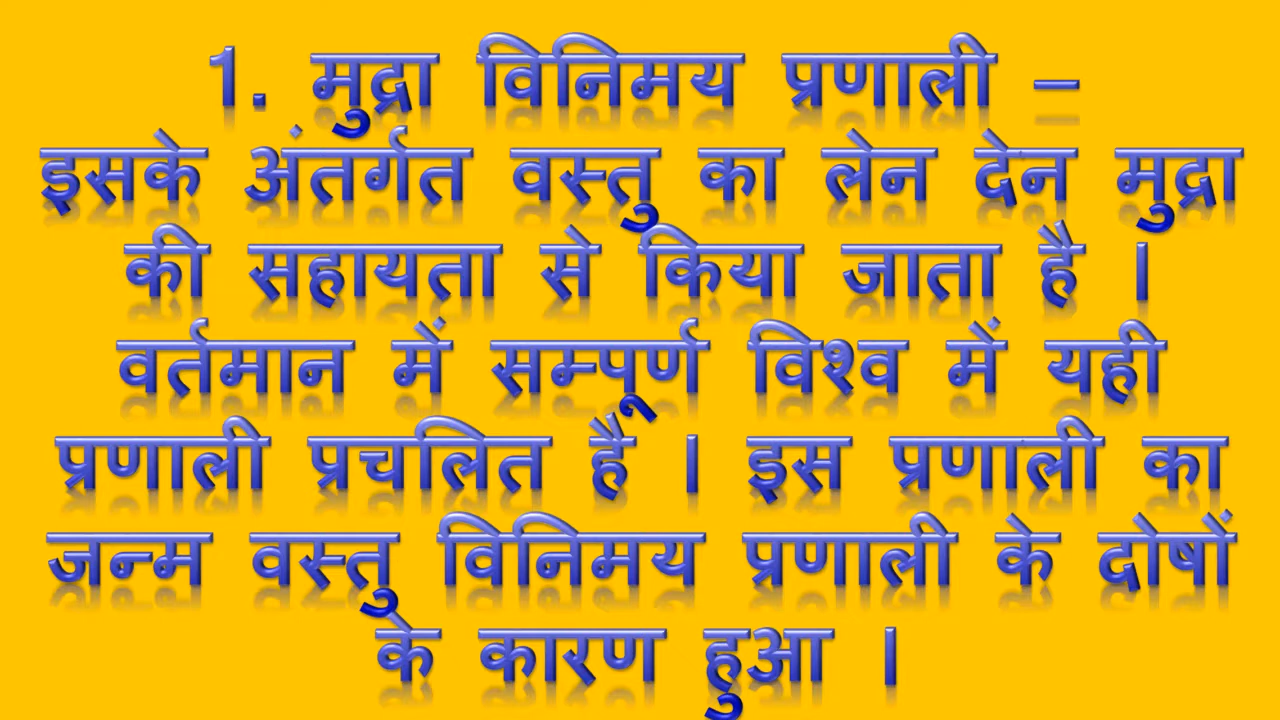 1. मुद्रा विनिमय प्रणाली –
इसके अंतर्गत वस्तु का लेन देन मुद्रा
की सहायता से किया जाता है ।
वर्तमान में सम्पूर्ण विश्व में यही
प्रणाली प्रचलित है । इस प्रणाली का
जन्म वस्तु विनिमय प्रणाली के दोषों
के कारण हुआ ।